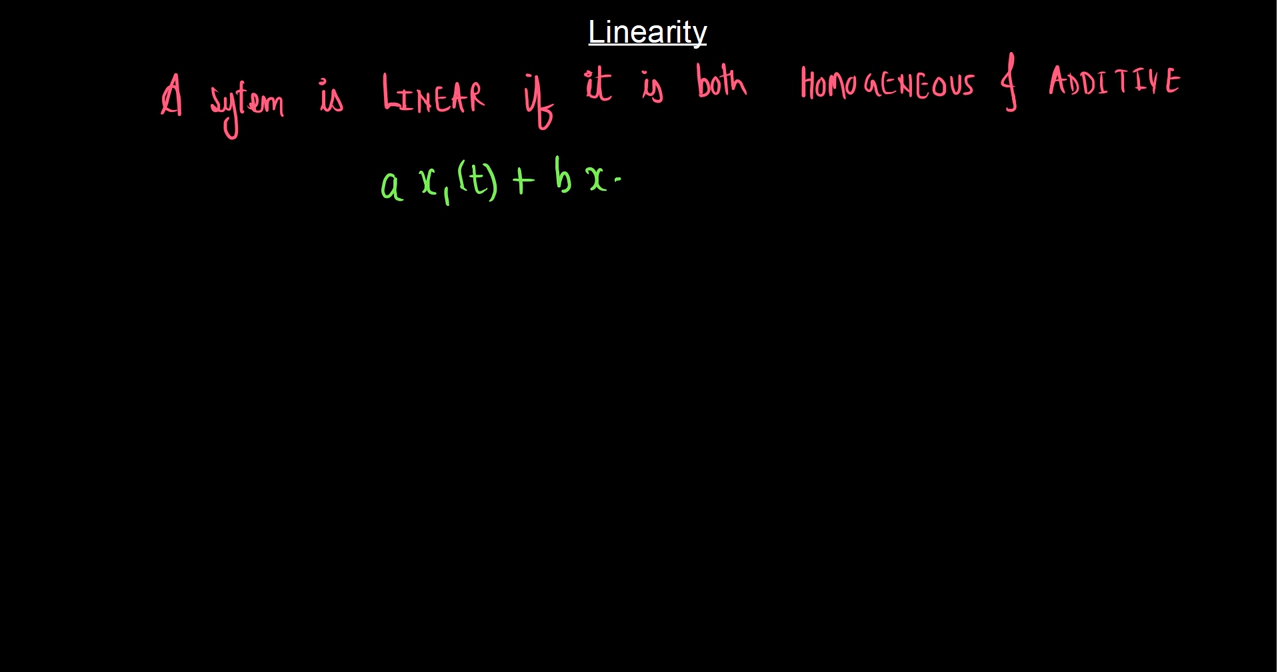 Linearity
A sytem is LINEAR if it is both HOMOGENEOUS & ADDITIVE
a x₁(t) + b x